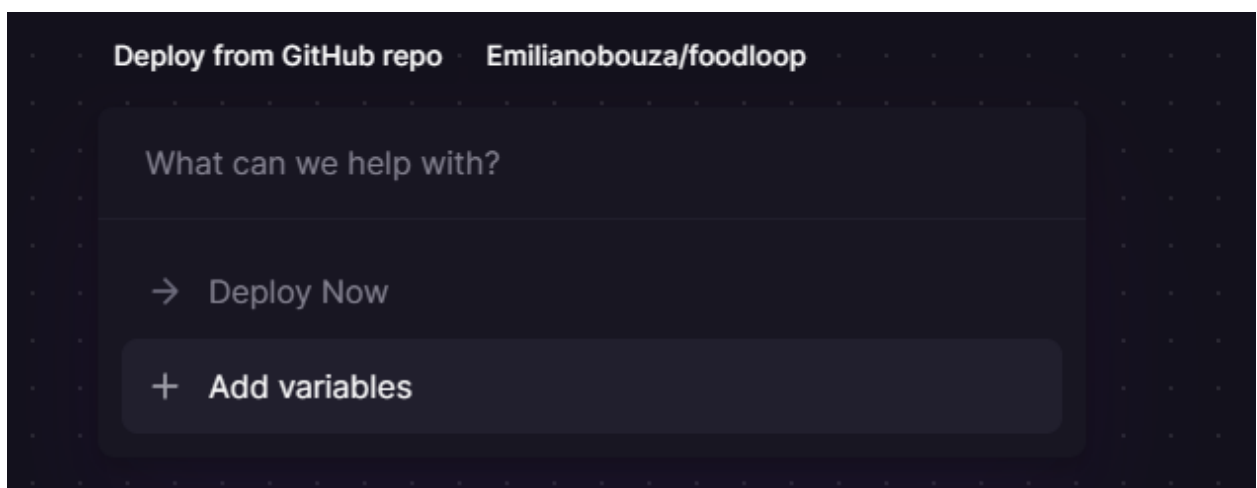 Deploy from GitHub repo Emilianobouza/foodloop
What can we help with?
Deploy Now
Add variables